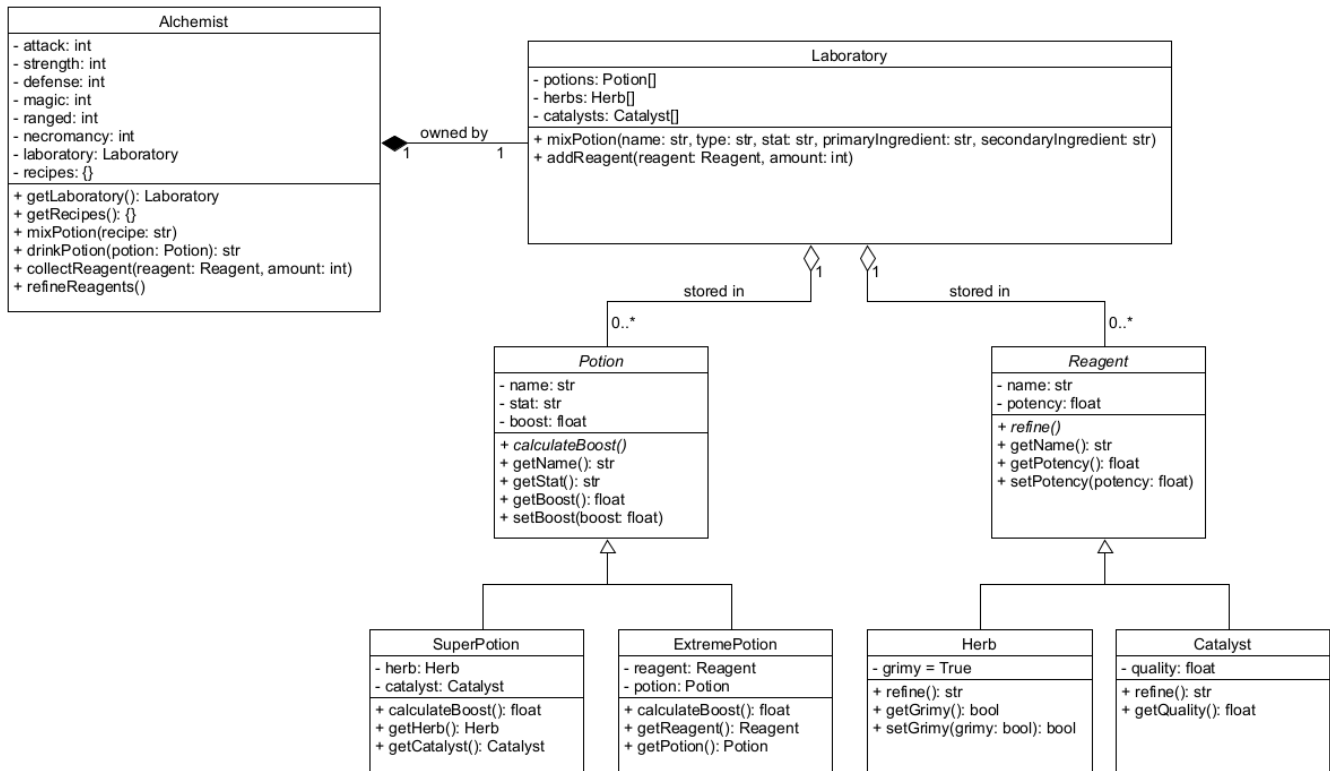 Alchemist
- attack: int
- strength: int
- defense: int
- magic: int
- ranged: int
- necromancy: int
- laboratory: Laboratory
- recipes: {}
+ getLaboratory(): Laboratory
+ getRecipes(): {}
+ mixPotion(recipe: str)
+ drinkPotion(potion: Potion): str
+ collectReagent(reagent: Reagent, amount: int)
+ refineReagents()
owned by
1
1
Laboratory
- potions: Potion[]
- herbs: Herb[]
- catalysts: Catalyst[]
+ mixPotion(name: str, type: str, stat: str, primaryIngredient: str, secondaryIngredient: str)
+ addReagent(reagent: Reagent, amount: int)
1
stored in
0..*
1
stored in
0..*
Potion
- name: str
- stat: str
- boost: float
+ calculateBoost()
+ getName(): str
+ getStat(): str
+ getBoost(): float
+ setBoost(boost: float)
Reagent
- name: str
- potency: float
+ refine()
+ getName(): str
+ getPotency(): float
+ setPotency(potency: float)
SuperPotion
- herb: Herb
- catalyst: Catalyst
+ calculateBoost(): float
+ getHerb(): Herb
+ getCatalyst(): Catalyst
ExtremePotion
- reagent: Reagent
- potion: Potion
+ calculateBoost(): float
+ getReagent(): Reagent
+ getPotion(): Potion
Herb
- grimy = True
+ refine(): str
+ getGrimy(): bool
+ setGrimy(grimy: bool): bool
Catalyst
- quality: float
+ refine(): str
+ getQuality(): float